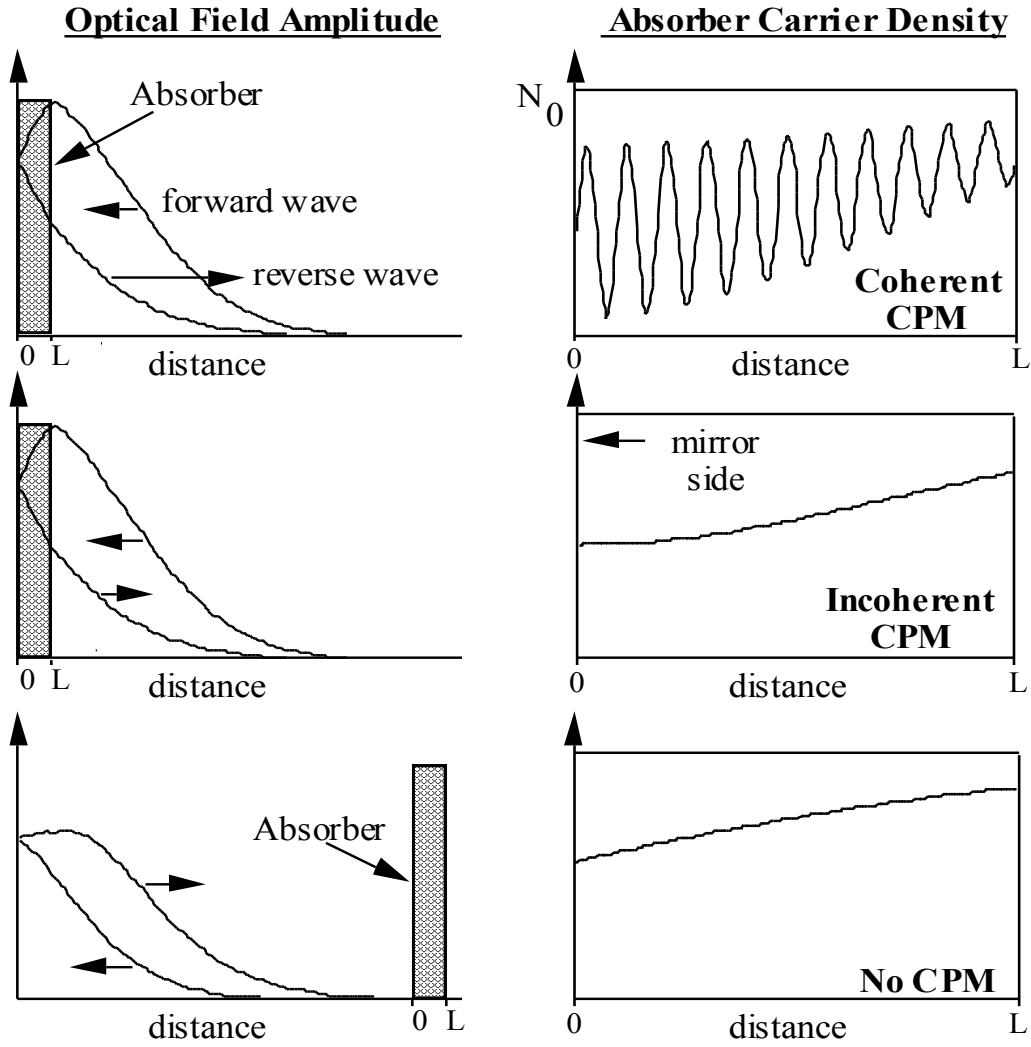 Optical Field Amplitude
Absorber Carrier Density
Absorber
forward wave
reverse wave
0 L
distance
N0
Coherent
CPM
0
distance
L
0 L
distance
mirror
side
Incoherent
CPM
0
distance
L
Absorber
0 L
distance
No CPM
0
distance
L